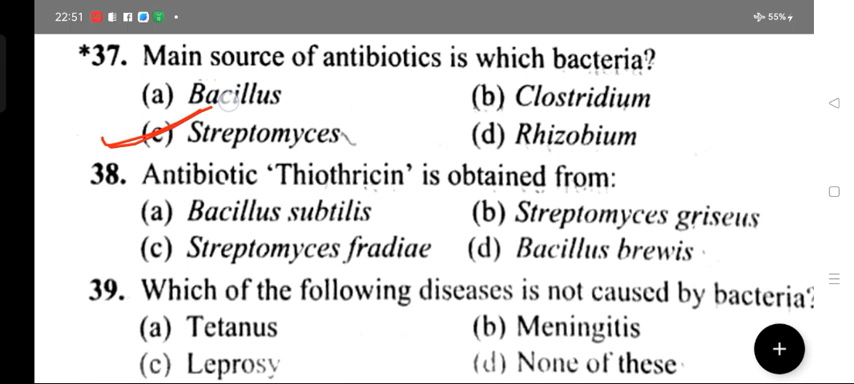 22:51
55%
*37. Main source of antibiotics is which bacteria?
(a) Bacillus (b) Clostridium
(c) Streptomyces (d) Rhizobium
38. Antibiotic ‘Thiothricin’ is obtained from:
(a) Bacillus subtilis (b) Streptomyces griseus
(c) Streptomyces fradiae (d) Bacillus brewis
39. Which of the following diseases is not caused by bacteria?
(a) Tetanus (b) Meningitis
(c) Leprosy (d) None of these